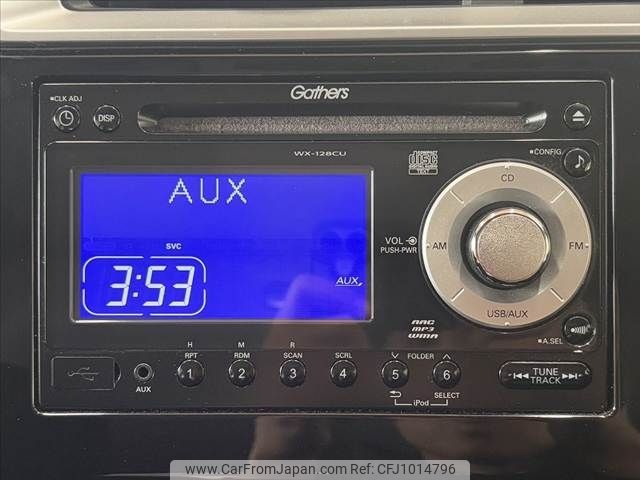 Gathers
■CLK ADJ
DISP
WX-128CU
COMPACT
disc
DIGITAL AUDIO
TEXT
■CONFIG
AUX
CD
VOL
PUSH-PWR
AM
FM
SVC
3:53
AUX
USB/AUX
AAC
MP3
WMA
■A.SEL
H M R
RPT RDM SCAN SCRL FOLDER
1 2 3 4 5 6
AUX
iPod
SELECT
TUNE
TRACK
www.CarFromJapan.com - REFNO:CFJ1014796